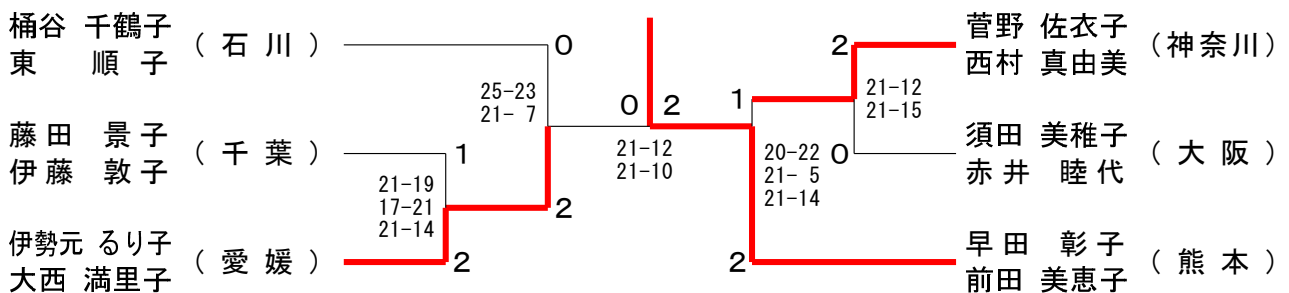 桶谷 千鶴子
東 順子
(石川)
0
25-23
21- 7
藤田 景子
伊藤 敦子
(千葉)
1
21-19
17-21
21-14
2
伊勢元 るり子
大西 満里子
(愛媛)
2
0 2
21-12
21-10
菅野 佐衣子
西村 真由美
(神奈川)
2
1
21-12
21-15
須田 美稚子
赤井 睦代
(大阪)
0
20-22
21- 5
21-14
早田 彰子
前田 美恵子
(熊本)
2